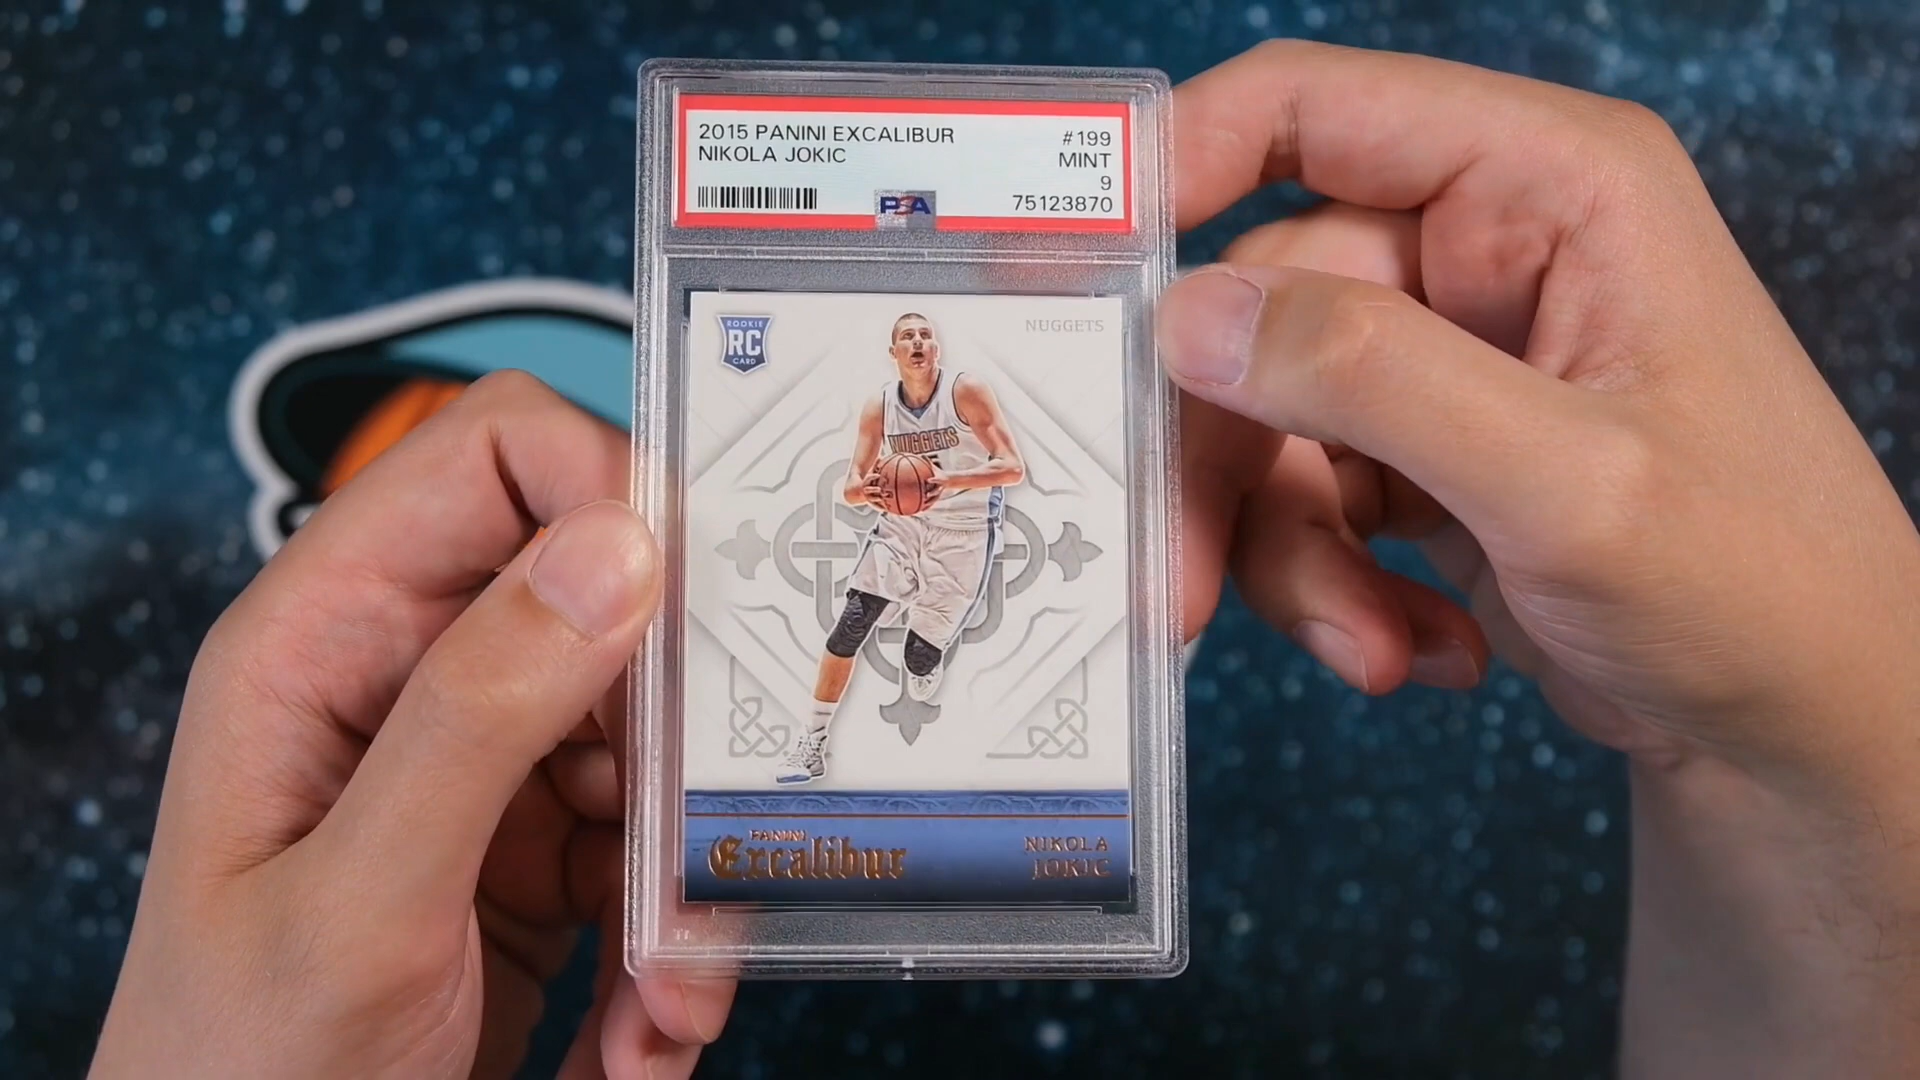 2015 PANINI EXCALIBUR #199
NIKOLA JOKIC MINT
9
PSA 75123870
ROOKIE
RC
CARD
NUGGETS
NUGGETS
PANINI
Excalibur
NIKOLA
JOKIC